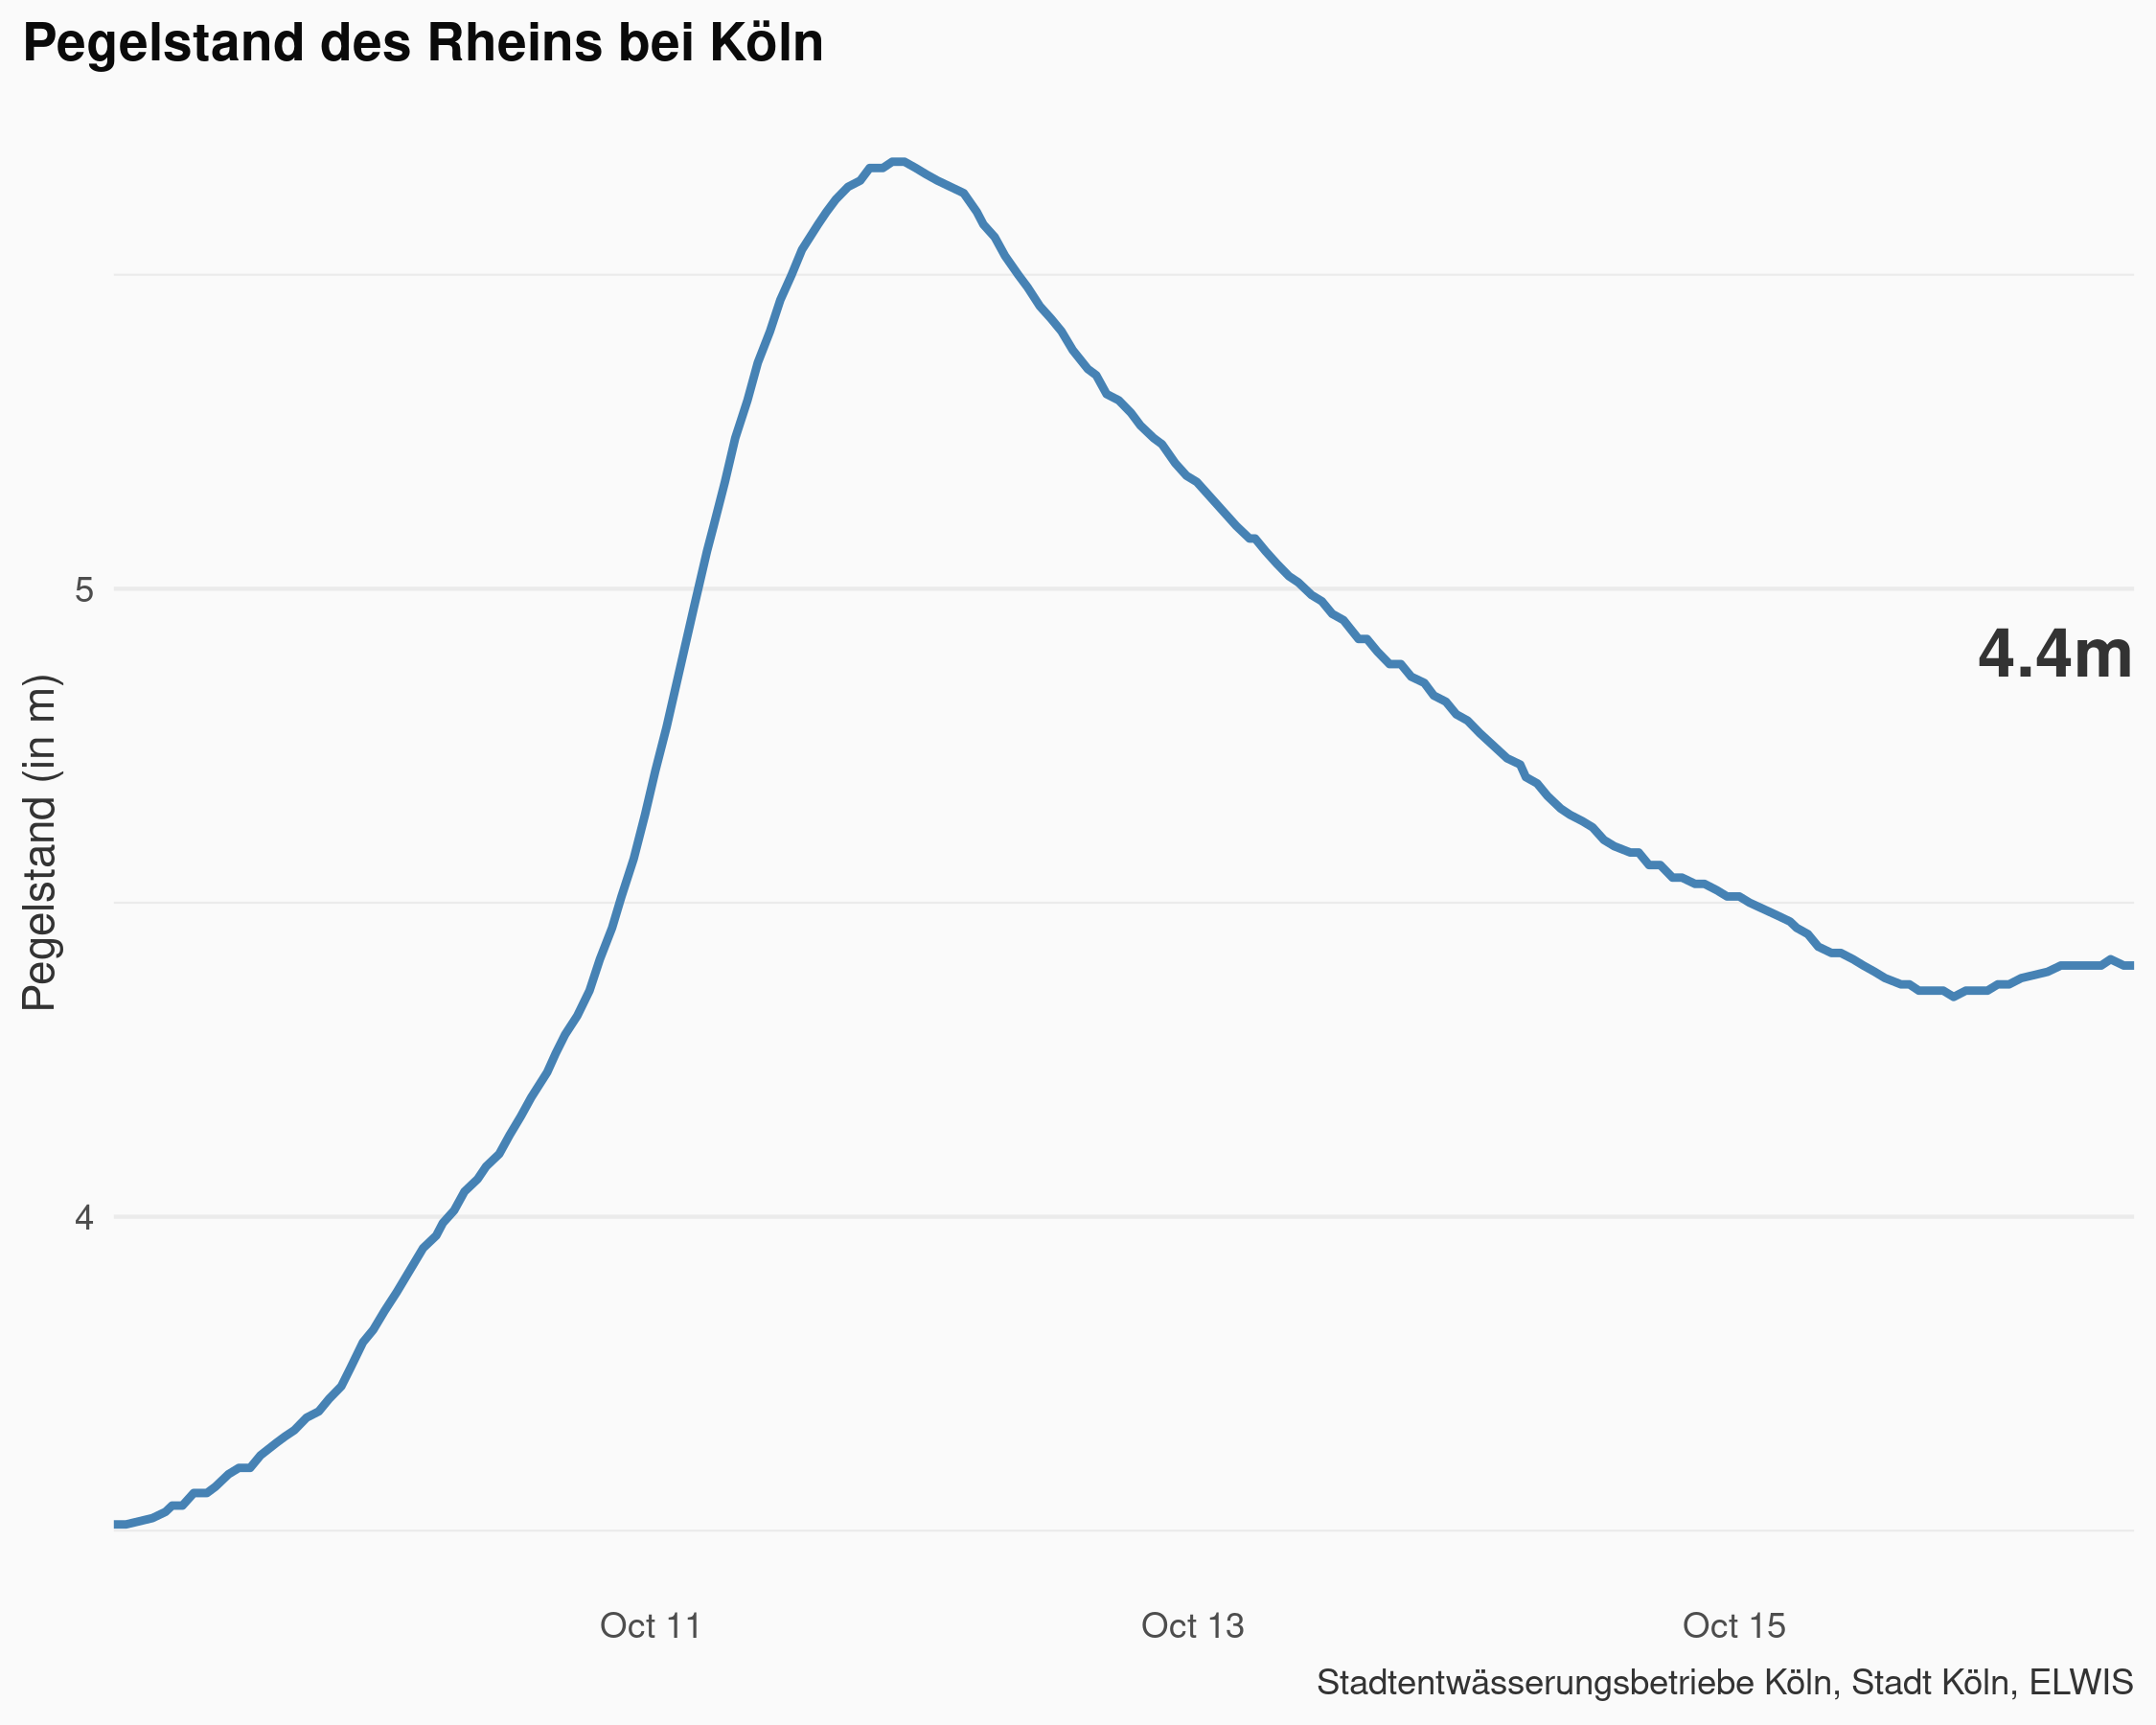 Pegelstand des Rheins bei Köln
Pegelstand (in m)
5
4
4.4m
Oct 11
Oct 13
Oct 15
Stadtentwässerungsbetriebe Köln, Stadt Köln, ELWIS